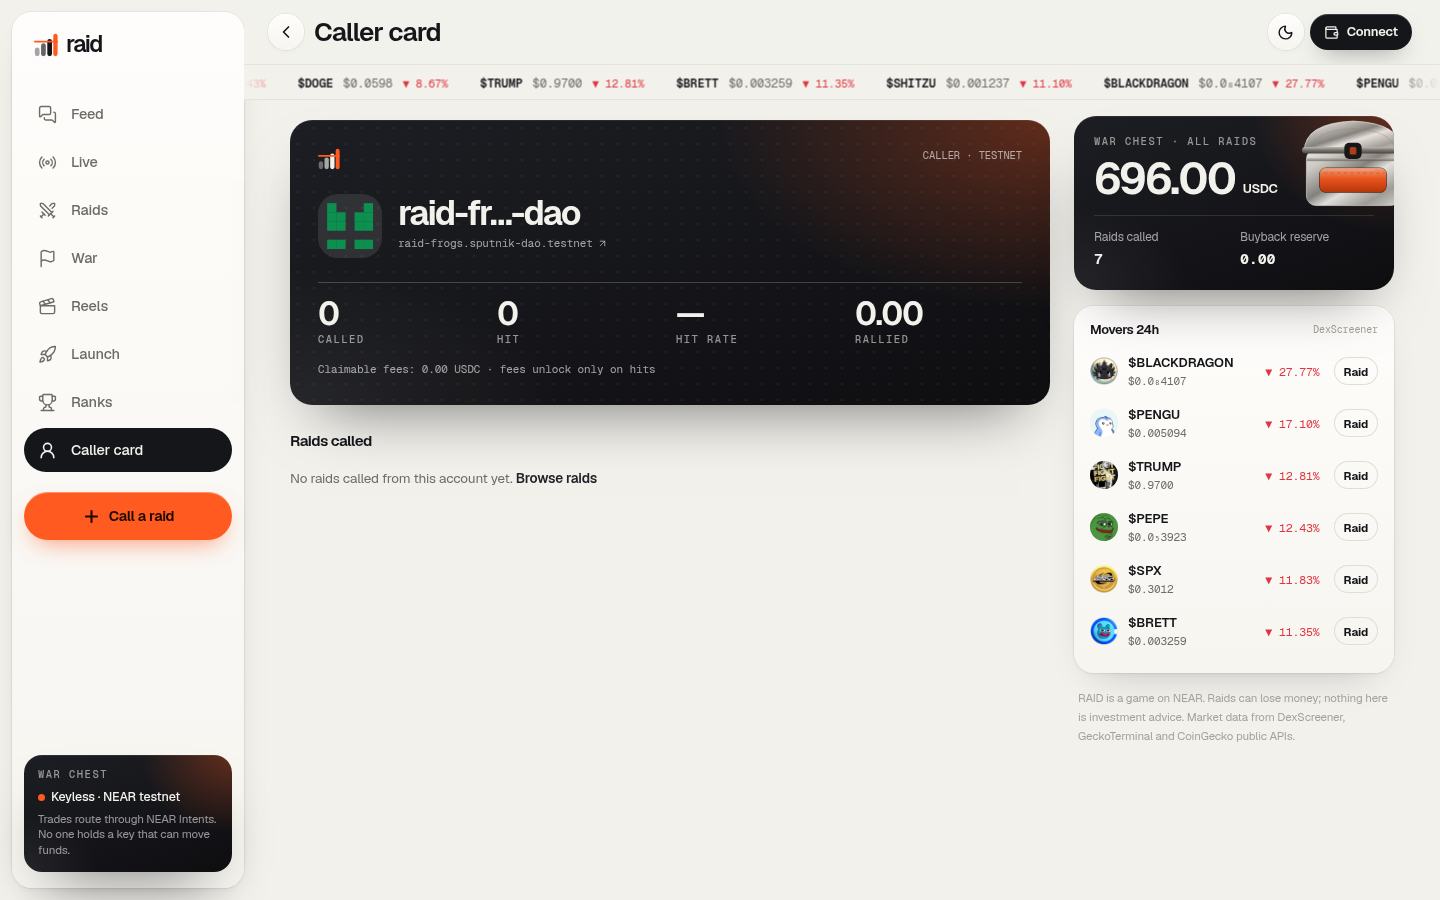 raid
Feed
Live
Raids
War
Reels
Launch
Ranks
Caller card
Call a raid
WAR CHEST
Keyless · NEAR testnet
Trades route through NEAR Intents.
No one holds a key that can move
funds.
Caller card
Connect
$DOGE $0.0598 ▼ 8.67% $TRUMP $0.9700 ▼ 12.81% $BRETT $0.003259 ▼ 11.35% $SHITZU $0.001237 ▼ 11.10% $BLACKDRAGON $0.0₈4107 ▼ 27.77% $PENGU
CALLER · TESTNET
raid-fr...-dao
raid-frogs.sputnik-dao.testnet ↗
0 0 — 0.00
CALLED HIT HIT RATE RALLIED
Claimable fees: 0.00 USDC · fees unlock only on hits
Raids called
No raids called from this account yet. Browse raids
WAR CHEST · ALL RAIDS
696.00 USDC
Raids called Buyback reserve
7 0.00
Movers 24h DexScreener
$BLACKDRAGON
$0.0₈4107
▼ 27.77% Raid
$PENGU
$0.005094
▼ 17.10% Raid
$TRUMP
$0.9700
▼ 12.81% Raid
$PEPE
$0.0₅3923
▼ 12.43% Raid
$SPX
$0.3012
▼ 11.83% Raid
$BRETT
$0.003259
▼ 11.35% Raid
RAID is a game on NEAR. Raids can lose money; nothing here
is investment advice. Market data from DexScreener,
GeckoTerminal and CoinGecko public APIs.